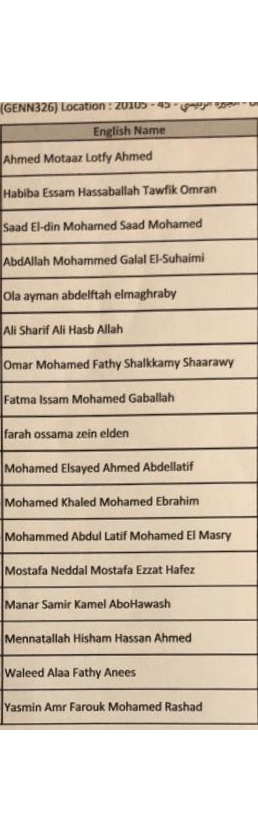 (GENN326) Location : 20105 - 45 -
English Name
Ahmed Motaaz Lotfy Ahmed
Habiba Essam Hassaballah Tawfik Omran
Saad El-din Mohamed Saad Mohamed
AbdAllah Mohammed Galal El-Suhaimi
Ola ayman abdelftah elmaghraby
Ali Sharif Ali Hasb Allah
Omar Mohamed Fathy Shalkkamy Shaarawy
Fatma Issam Mohamed Gaballah
farah ossama zein elden
Mohamed Elsayed Ahmed Abdellatif
Mohamed Khaled Mohamed Ebrahim
Mohammed Abdul Latif Mohamed El Masry
Mostafa Neddal Mostafa Ezzat Hafez
Manar Samir Kamel AboHawash
Mennatallah Hisham Hassan Ahmed
Waleed Alaa Fathy Anees
Yasmin Amr Farouk Mohamed Rashad